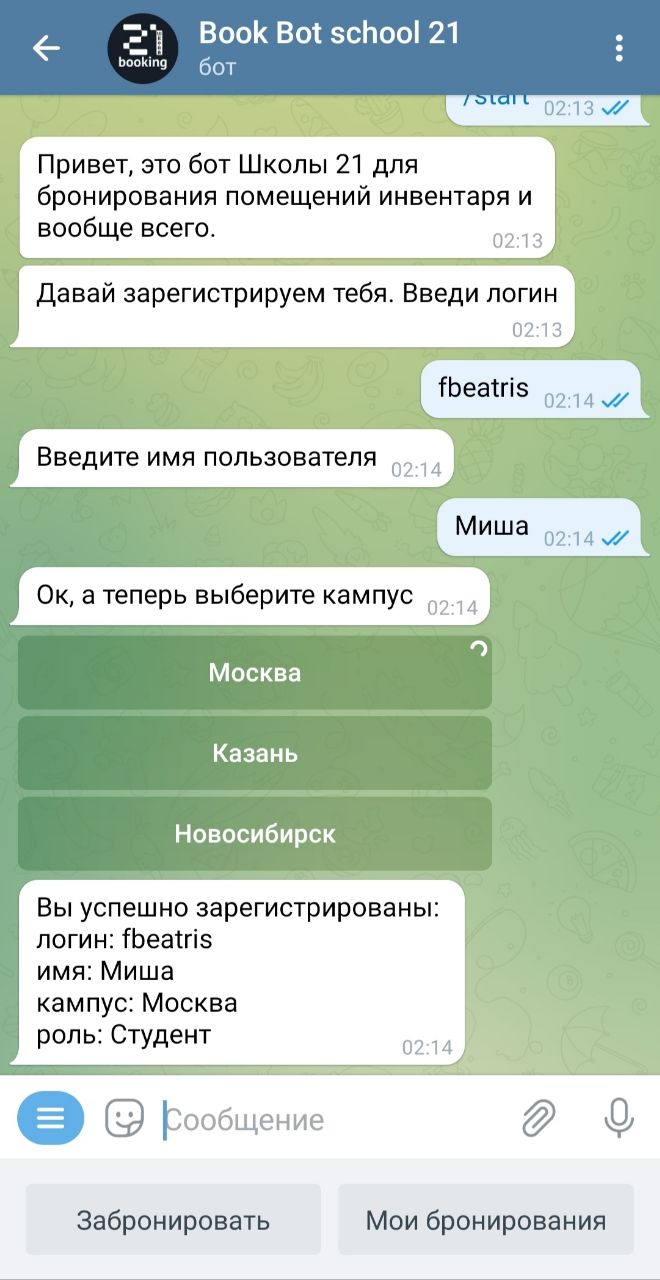 21
booking
Book Bot school 21
бот
/start 02:13
Привет, это бот Школы 21 для
бронирования помещений инвентаря и
вообще всего.
02:13
Давай зарегистрируем тебя. Введи логин
02:13
fbeatris 02:14
Введите имя пользователя 02:14
Миша 02:14
Ок, а теперь выберите кампус 02:14
Москва
Казань
Новосибирск
Вы успешно зарегистрированы:
логин: fbeatris
имя: Миша
кампус: Москва
роль: Студент
02:14
Сообщение
Забронировать
Мои бронирования